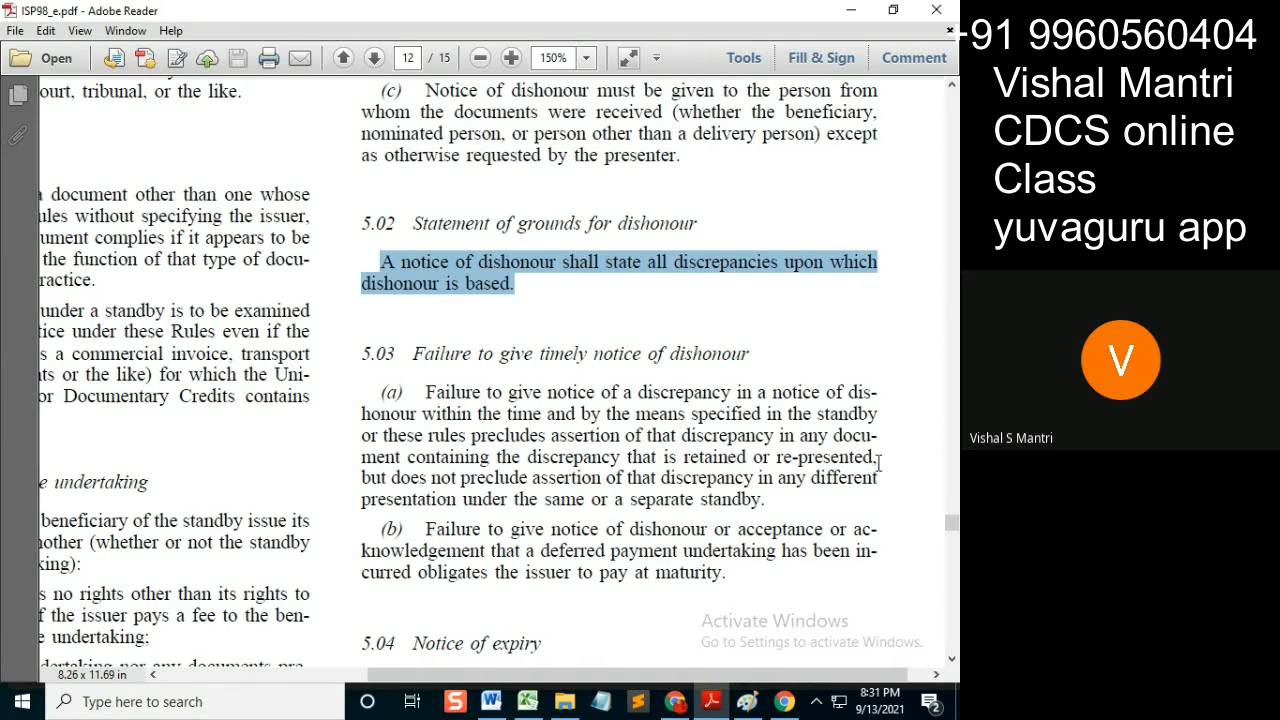 ISP98_e.pdf - Adobe Reader
File Edit View Window Help
Open 12 / 15 150% Tools Fill & Sign Comment
ourt, tribunal, or the like.
a document other than one whose
ules without specifying the issuer,
ument complies if it appears to be
the function of that type of docu-
ractice.
under a standby is to be examined
tice under these Rules even if the
s a commercial invoice, transport
ts or the like) for which the Uni-
or Documentary Credits contains
e undertaking
beneficiary of the standby issue its
nother (whether or not the standby
king):
s no rights other than its rights to
f the issuer pays a fee to the ben-
e undertaking;
(c) Notice of dishonour must be given to the person from
whom the documents were received (whether the beneficiary,
nominated person, or person other than a delivery person) except
as otherwise requested by the presenter.
5.02 Statement of grounds for dishonour
A notice of dishonour shall state all discrepancies upon which
dishonour is based.
5.03 Failure to give timely notice of dishonour
(a) Failure to give notice of a discrepancy in a notice of dis-
honour within the time and by the means specified in the standby
or these rules precludes assertion of that discrepancy in any docu-
ment containing the discrepancy that is retained or re-presented,
but does not preclude assertion of that discrepancy in any different
presentation under the same or a separate standby.
(b) Failure to give notice of dishonour or acceptance or ac-
knowledgement that a deferred payment undertaking has been in-
curred obligates the issuer to pay at maturity.
5.04 Notice of expiry
Activate Windows
Go to Settings to activate Windows.
8.26 x 11.69 in
Type here to search
8:31 PM
9/13/2021
2
+91 9960560404
Vishal Mantri
CDCS online
Class
yuvaguru app
V
Vishal S Mantri